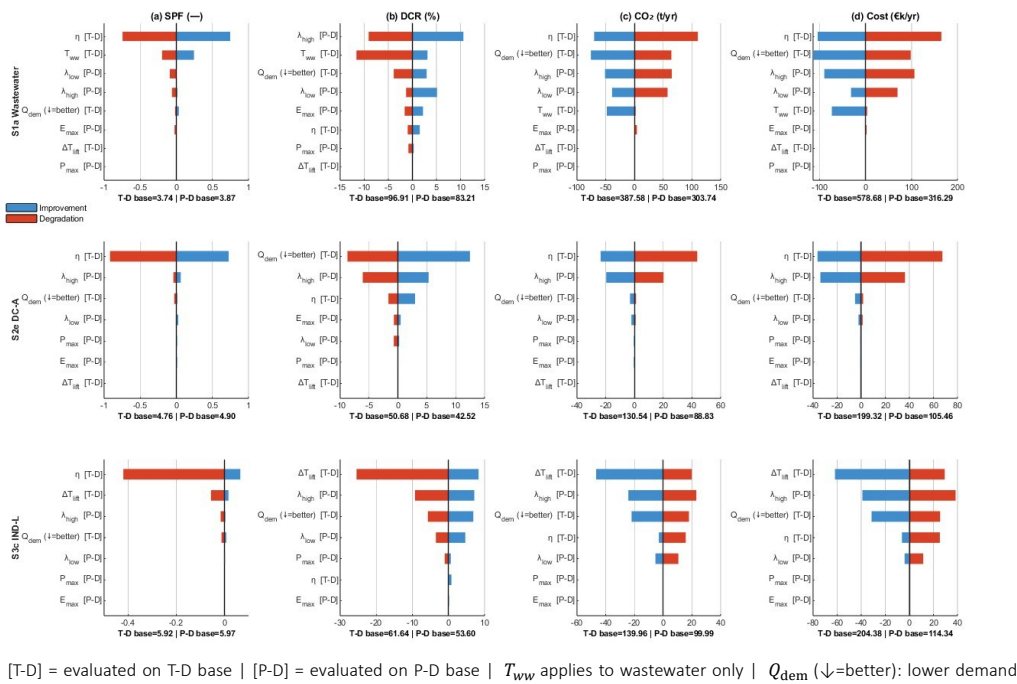 (a) SPF (—)
(b) DCR (%)
(c) CO₂ (t/yr)
(d) Cost (€k/yr)
S1a Wastewater
η [T-D]
T_ww [T-D]
λ_low [P-D]
λ_high [P-D]
Q_dem (↓=better) [T-D]
E_max [P-D]
ΔT_lift [T-D]
P_max [P-D]
-1 -0.5 0 0.5 1
T-D base=3.74 | P-D base=3.87
λ_high [P-D]
T_ww [T-D]
Q_dem (↓=better) [T-D]
λ_low [P-D]
E_max [P-D]
η [T-D]
P_max [P-D]
ΔT_lift [T-D]
-15 -10 -5 0 5 10 15
T-D base=96.91 | P-D base=83.21
η [T-D]
Q_dem (↓=better) [T-D]
λ_high [P-D]
λ_low [P-D]
T_ww [T-D]
E_max [P-D]
ΔT_lift [T-D]
P_max [P-D]
-100 -50 0 50 100 150
T-D base=387.58 | P-D base=303.74
η [T-D]
Q_dem (↓=better) [T-D]
λ_high [P-D]
λ_low [P-D]
T_ww [T-D]
E_max [P-D]
ΔT_lift [T-D]
P_max [P-D]
-100 0 100 200
T-D base=578.68 | P-D base=316.29
Improvement
Degradation
S2e DC-A
η [T-D]
λ_high [P-D]
Q_dem (↓=better) [T-D]
λ_low [P-D]
P_max [P-D]
E_max [P-D]
ΔT_lift [T-D]
-1 -0.5 0 0.5 1
T-D base=4.76 | P-D base=4.90
Q_dem (↓=better) [T-D]
λ_high [P-D]
η [T-D]
E_max [P-D]
λ_low [P-D]
P_max [P-D]
ΔT_lift [T-D]
-10 -5 0 5 10 15
T-D base=50.68 | P-D base=42.52
η [T-D]
λ_high [P-D]
Q_dem (↓=better) [T-D]
λ_low [P-D]
P_max [P-D]
E_max [P-D]
ΔT_lift [T-D]
-40 -20 0 20 40 60
T-D base=130.54 | P-D base=88.83
η [T-D]
λ_high [P-D]
Q_dem (↓=better) [T-D]
λ_low [P-D]
P_max [P-D]
E_max [P-D]
ΔT_lift [T-D]
-40 -20 0 20 40 60 80
T-D base=199.32 | P-D base=105.46
S3c IND-L
η [T-D]
ΔT_lift [T-D]
λ_high [P-D]
Q_dem (↓=better) [T-D]
λ_low [P-D]
P_max [P-D]
E_max [P-D]
-0.4 -0.2 0
T-D base=5.92 | P-D base=5.97
ΔT_lift [T-D]
λ_high [P-D]
Q_dem (↓=better) [T-D]
λ_low [P-D]
P_max [P-D]
η [T-D]
E_max [P-D]
-30 -20 -10 0 10
T-D base=61.64 | P-D base=53.60
ΔT_lift [T-D]
λ_high [P-D]
Q_dem (↓=better) [T-D]
η [T-D]
λ_low [P-D]
P_max [P-D]
E_max [P-D]
-60 -40 -20 0 20 40
T-D base=139.96 | P-D base=99.99
ΔT_lift [T-D]
λ_high [P-D]
Q_dem (↓=better) [T-D]
η [T-D]
λ_low [P-D]
P_max [P-D]
E_max [P-D]
-80 -60 -40 -20 0 20 40
T-D base=204.38 | P-D base=114.34
[T-D] = evaluated on T-D base | [P-D] = evaluated on P-D base | T_ww applies to wastewater only | Q_dem (↓=better): lower demand